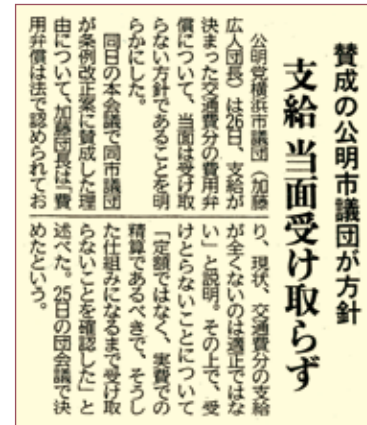 賛成の公明市議団が方針
支給 当面受け取らず
公明党横浜市議団(加藤
広人団長)は26日、支給が
決まった交通費分の費用弁
償について、当面は受け取
らない方針であることを明
らかにした。
同日の本会議で同市議団
が条例改正案に賛成した理
由について、加藤団長は「費
用弁償は法で認められてお
り、現状、交通費分の支給
が全くないのは適正ではな
い」と説明。その上で、受
けとらないことについて
「定額ではなく、実費での
精算であるべきで、そうし
た仕組みになるまで受け取
らないことを確認した」と
述べた。25日の団会議で決
めたという。